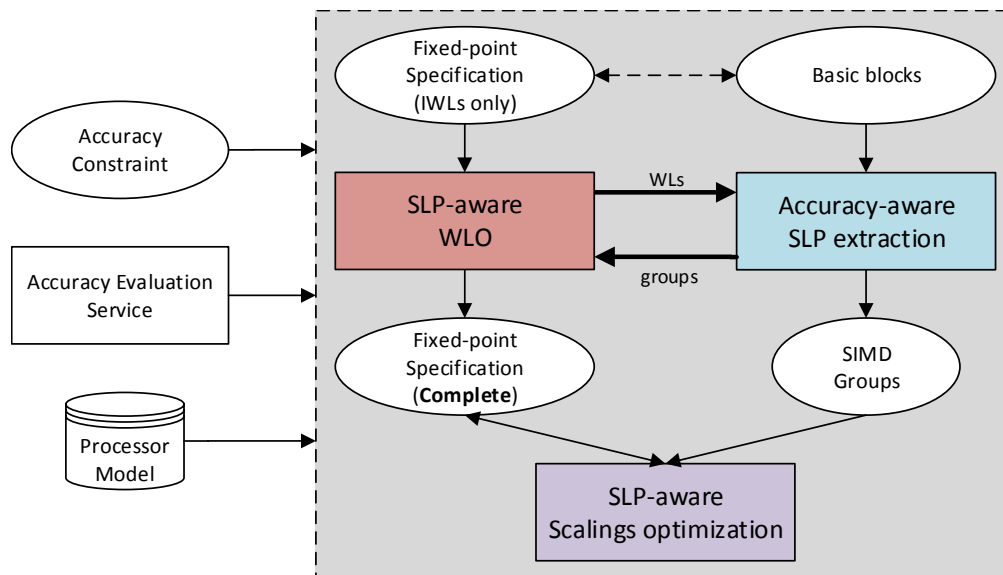 Fixed-point
Specification
(IWLs only)
Basic blocks
Accuracy
Constraint
WLs
SLP-aware
WLO
Accuracy-aware
SLP extraction
groups
Accuracy Evaluation
Service
Fixed-point
Specification
(Complete)
SIMD
Groups
Processor
Model
SLP-aware
Scalings optimization